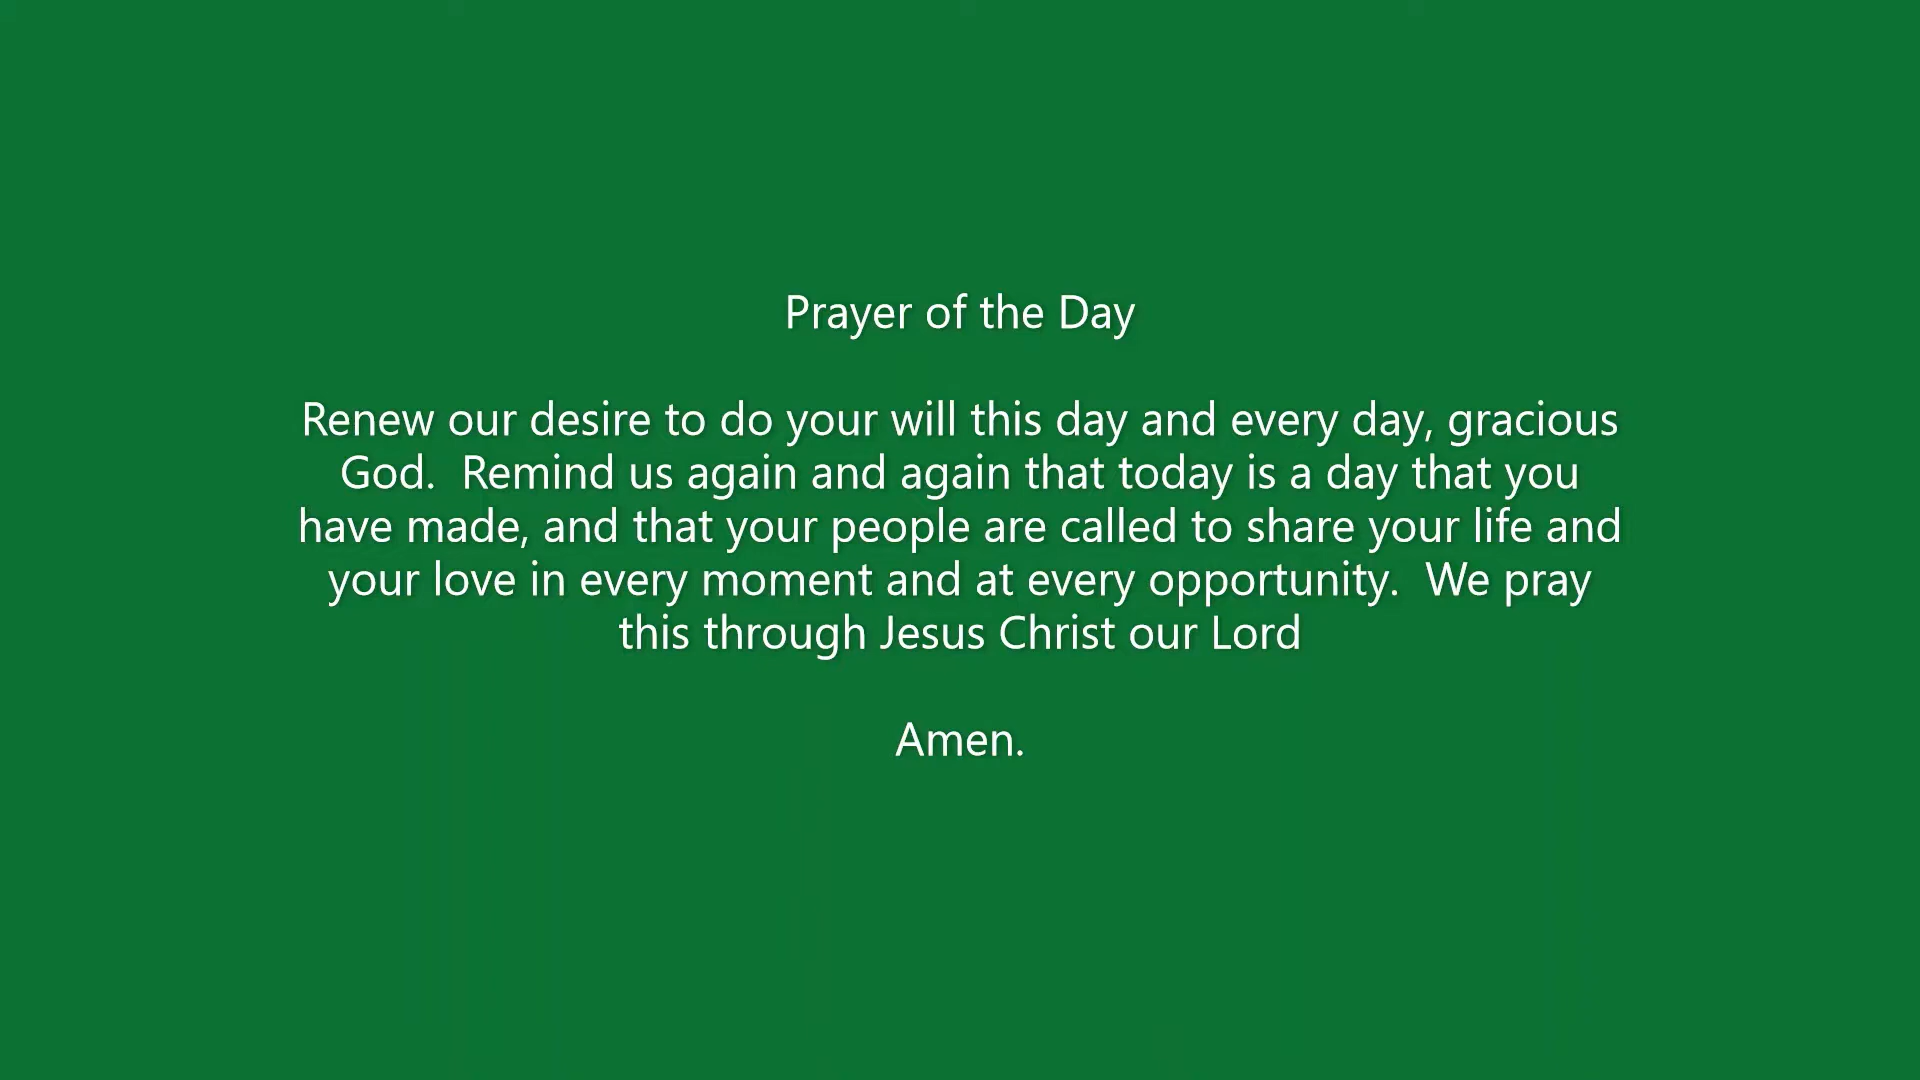 Prayer of the Day
Renew our desire to do your will this day and every day, gracious
God.  Remind us again and again that today is a day that you
have made, and that your people are called to share your life and
your love in every moment and at every opportunity.  We pray
this through Jesus Christ our Lord
Amen.